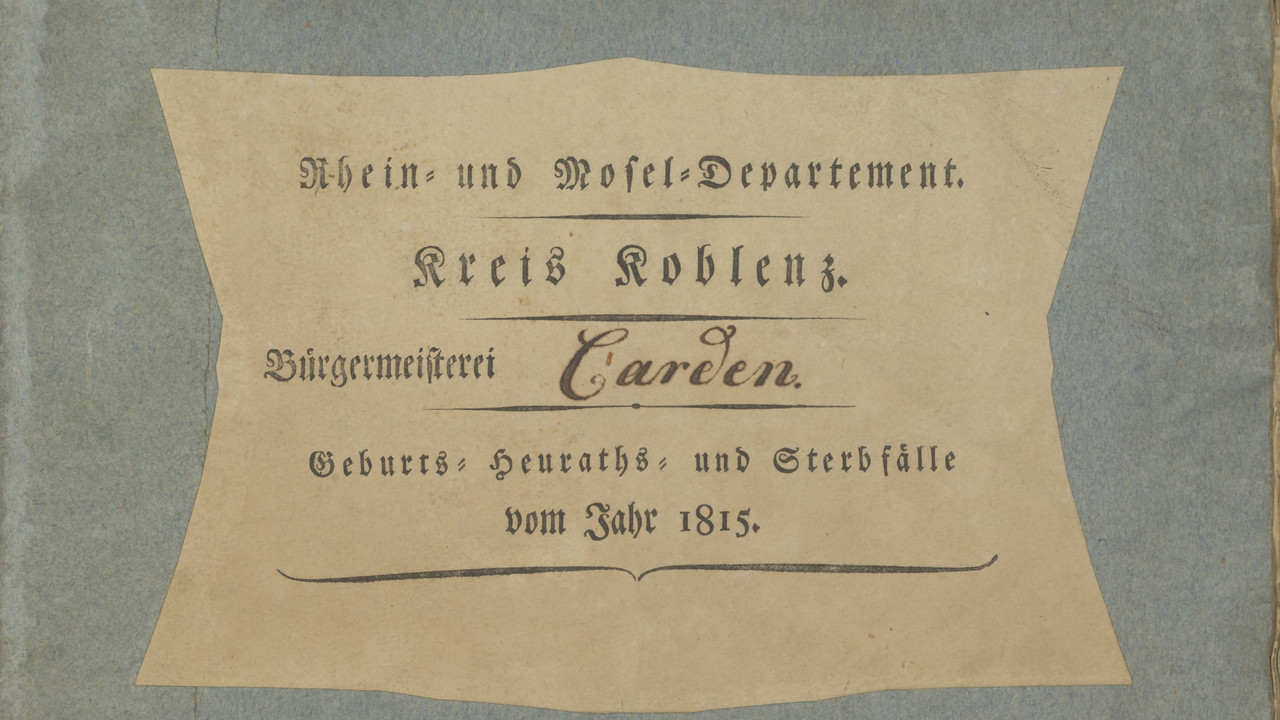 Rhein- und Mosel-Departement.
Kreis Koblenz.
Bürgermeisterei Carden.
Geburts- Heuraths- und Sterbfälle
vom Jahr 1815.